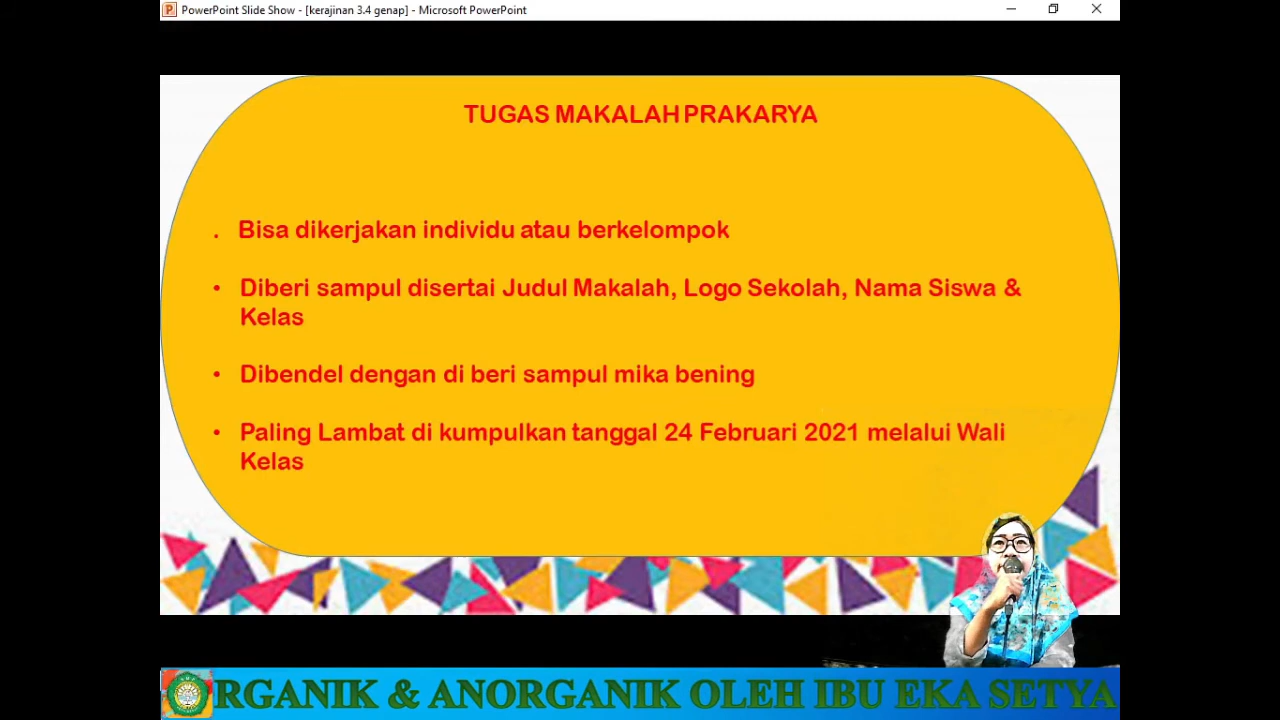 PowerPoint Slide Show - [kerajinan 3.4 genap] - Microsoft PowerPoint
TUGAS MAKALAH PRAKARYA
. Bisa dikerjakan individu atau berkelompok
• Diberi sampul disertai Judul Makalah, Logo Sekolah, Nama Siswa &
Kelas
• Dibendel dengan di beri sampul mika bening
• Paling Lambat di kumpulkan tanggal 24 Februari 2021 melalui Wali
Kelas
RGANIK & ANORGANIK OLEH IBU EKA SETYA